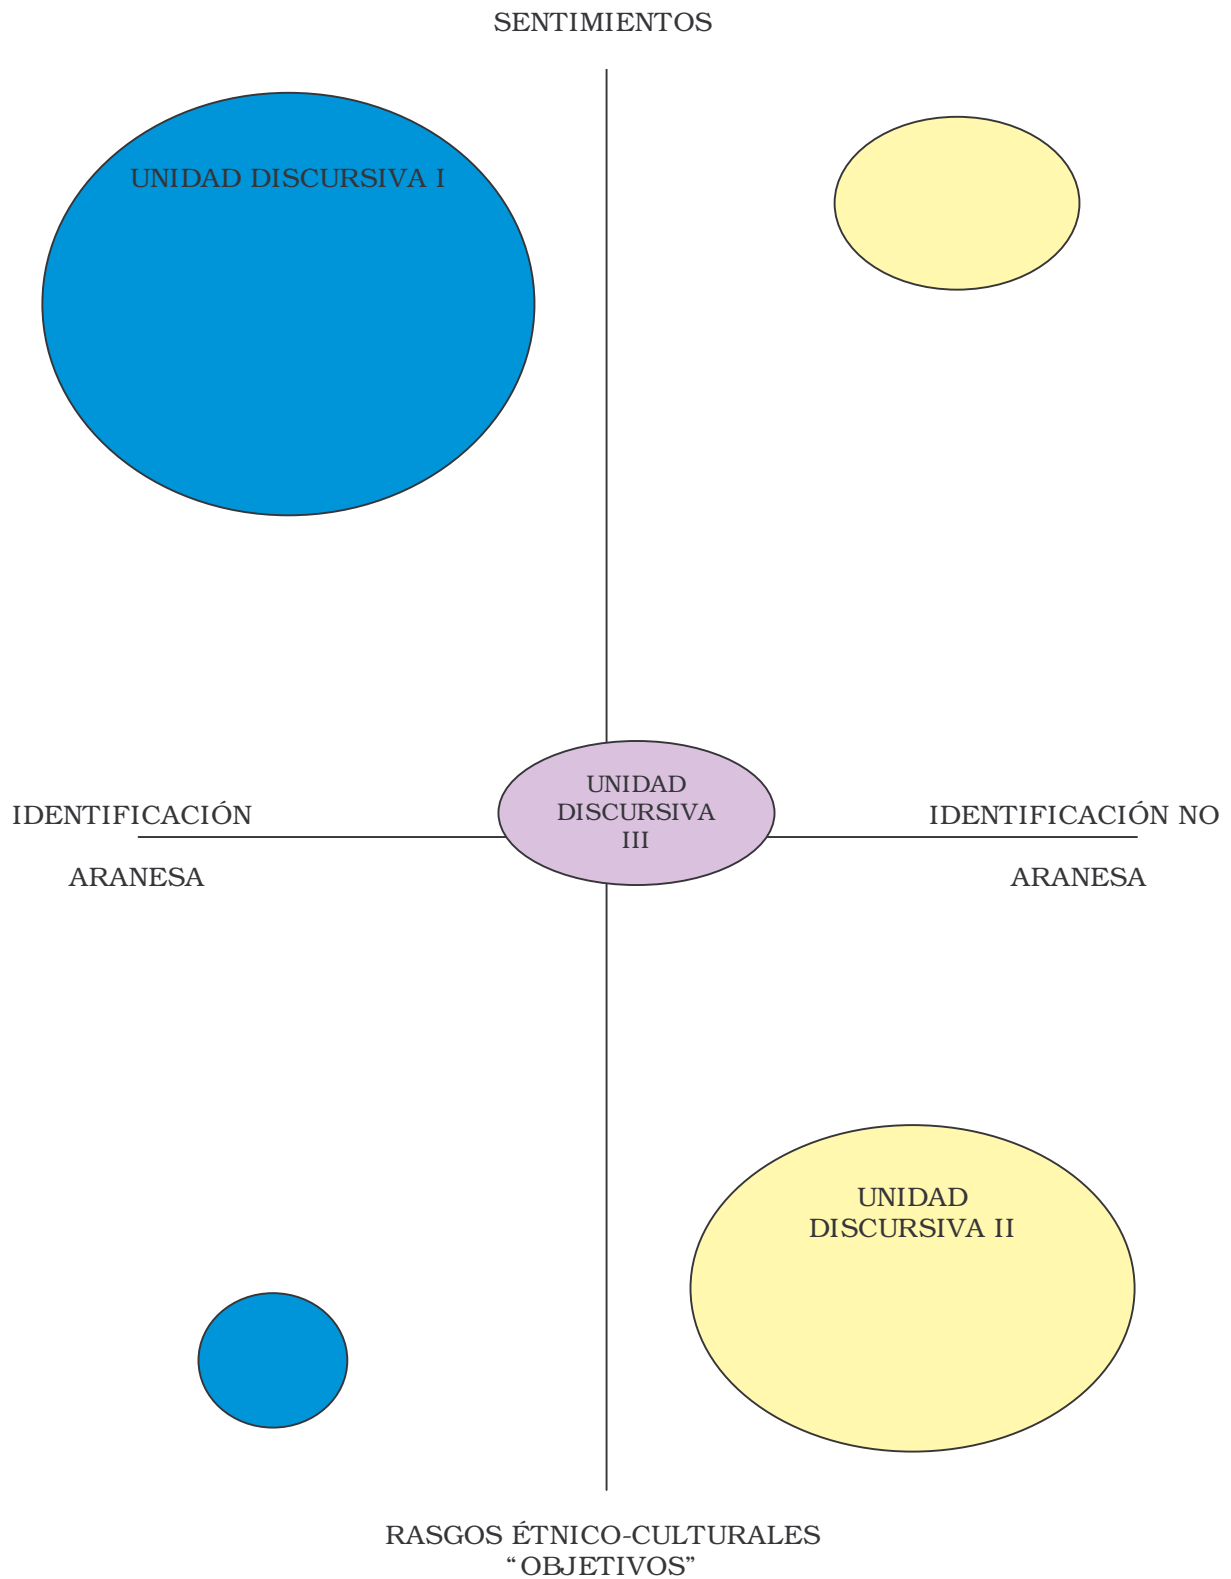 SENTIMIENTOS
UNIDAD DISCURSIVA I
UNIDAD
DISCURSIVA
III
IDENTIFICACIÓN
ARANESA
IDENTIFICACIÓN NO
ARANESA
UNIDAD
DISCURSIVA II
RASGOS ÉTNICO-CULTURALES
“OBJETIVOS”